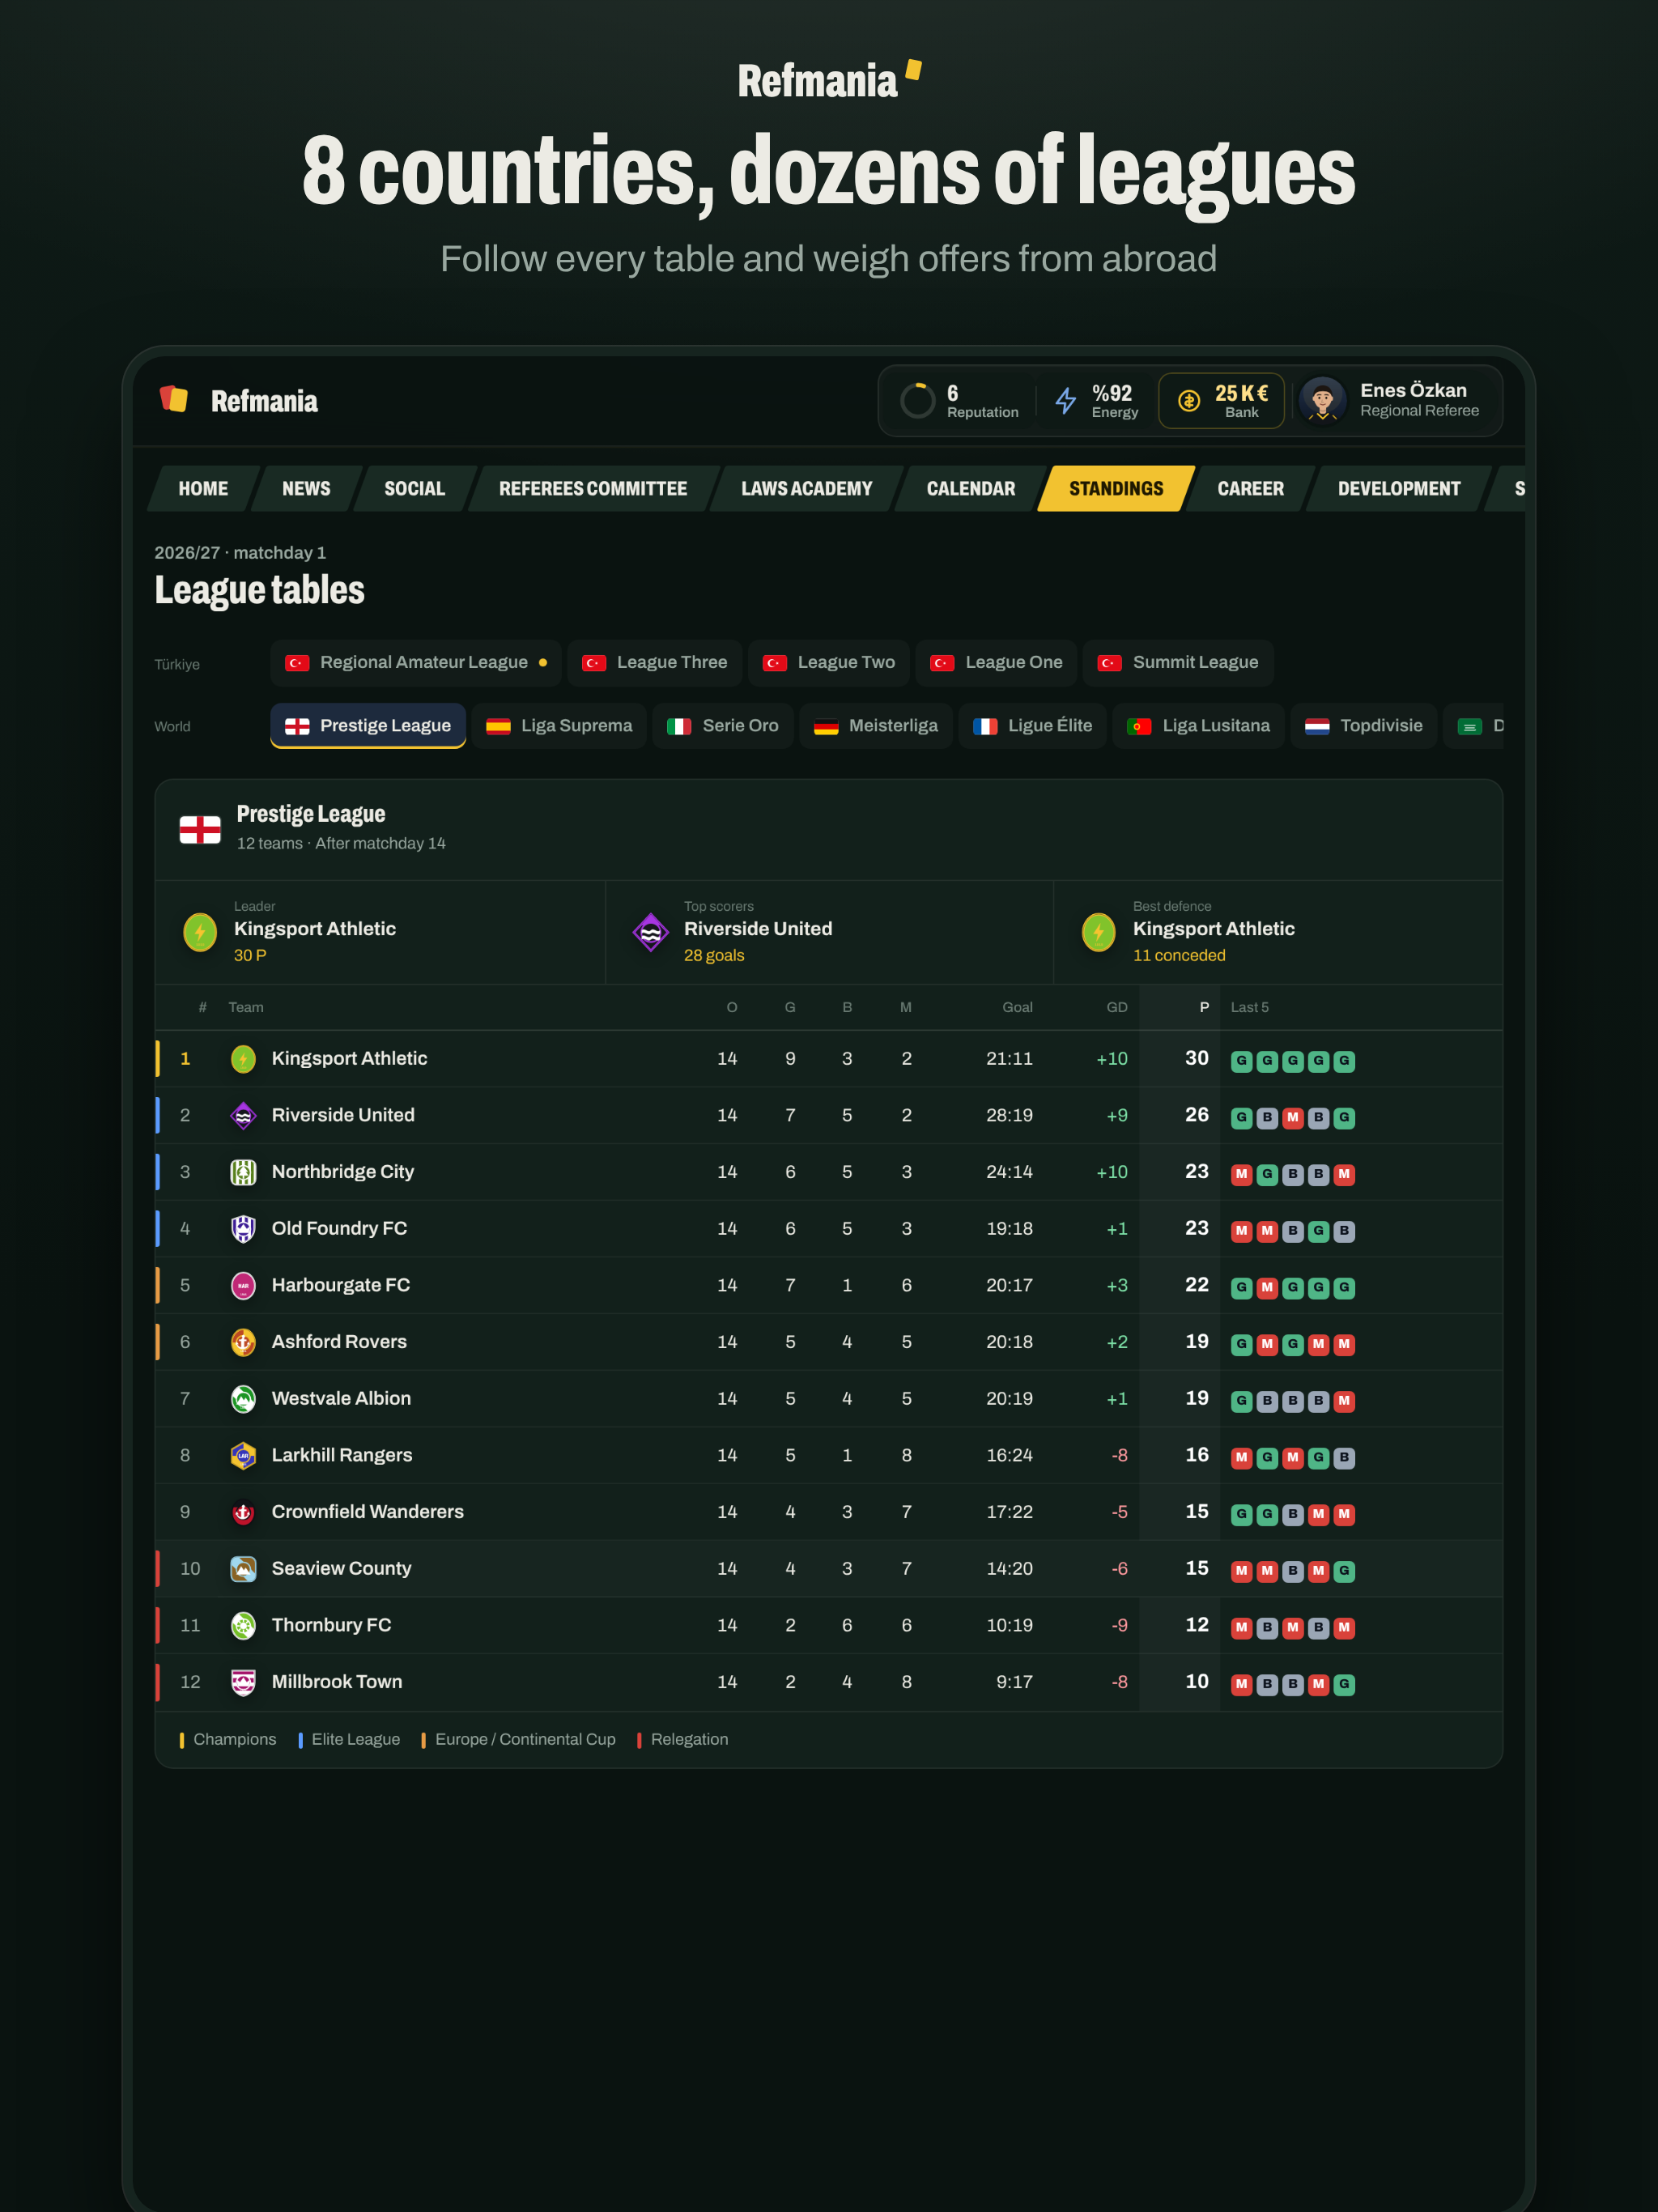 Refmania
8 countries, dozens of leagues
Follow every table and weigh offers from abroad
Refmania
6
Reputation
%92
Energy
25 K €
Bank
Enes Özkan
Regional Referee
HOME NEWS SOCIAL REFEREES COMMITTEE LAWS ACADEMY CALENDAR STANDINGS CAREER DEVELOPMENT S
2026/27 · matchday 1
League tables
Türkiye Regional Amateur League League Three League Two League One Summit League
World Prestige League Liga Suprema Serie Oro Meisterliga Ligue Élite Liga Lusitana Topdivisie D
Prestige League
12 teams · After matchday 14
Leader
Kingsport Athletic
30 P
Top scorers
Riverside United
28 goals
Best defence
Kingsport Athletic
11 conceded
# Team O G B M Goal GD P Last 5
1 Kingsport Athletic 14 9 3 2 21:11 +10 30 G G G G G
2 Riverside United 14 7 5 2 28:19 +9 26 G B M B G
3 Northbridge City 14 6 5 3 24:14 +10 23 M G B B M
4 Old Foundry FC 14 6 5 3 19:18 +1 23 M M B G B
5 Harbourgate FC 14 7 1 6 20:17 +3 22 G M G G G
6 Ashford Rovers 14 5 4 5 20:18 +2 19 G M G M M
7 Westvale Albion 14 5 4 5 20:19 +1 19 G B B B M
8 Larkhill Rangers 14 5 1 8 16:24 -8 16 M G M G B
9 Crownfield Wanderers 14 4 3 7 17:22 -5 15 G G B M M
10 Seaview County 14 4 3 7 14:20 -6 15 M M B M G
11 Thornbury FC 14 2 6 6 10:19 -9 12 M B M B M
12 Millbrook Town 14 2 4 8 9:17 -8 10 M B B M G
Champions Elite League Europe / Continental Cup Relegation